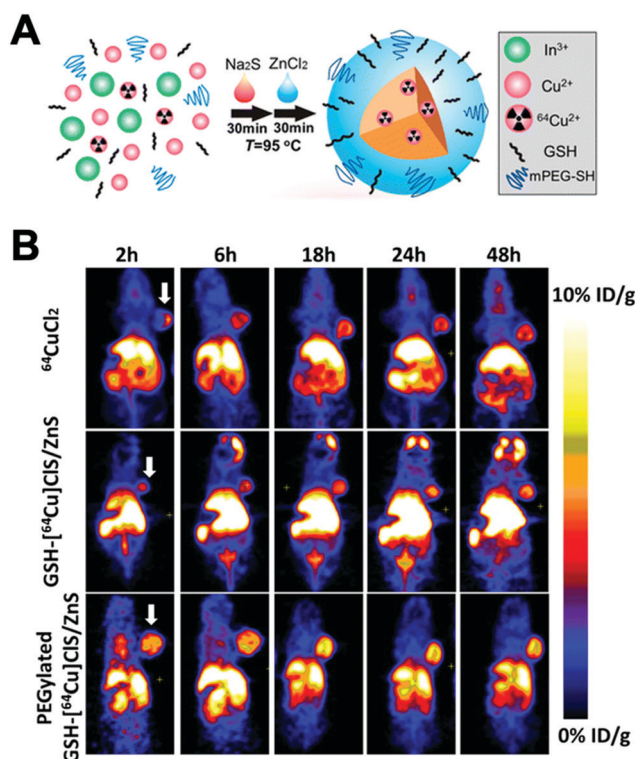 A
Na₂S ZnCl₂
30min 30min
T=95 °C
In³⁺
Cu²⁺
⁶⁴Cu²⁺
GSH
mPEG-SH
B
2h 6h 18h 24h 48h
⁶⁴CuCl₂
GSH-[⁶⁴Cu]CIS/ZnS
PEGylated
GSH-[⁶⁴Cu]CIS/ZnS
10% ID/g
0% ID/g